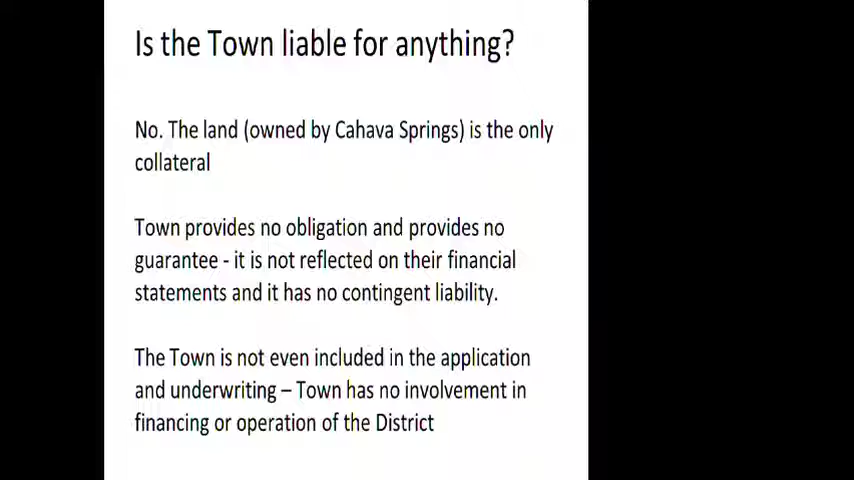 Is the Town liable for anything?
No. The land (owned by Cahava Springs) is the only
collateral
Town provides no obligation and provides no
guarantee - it is not reflected on their financial
statements and it has no contingent liability.
The Town is not even included in the application
and underwriting – Town has no involvement in
financing or operation of the District